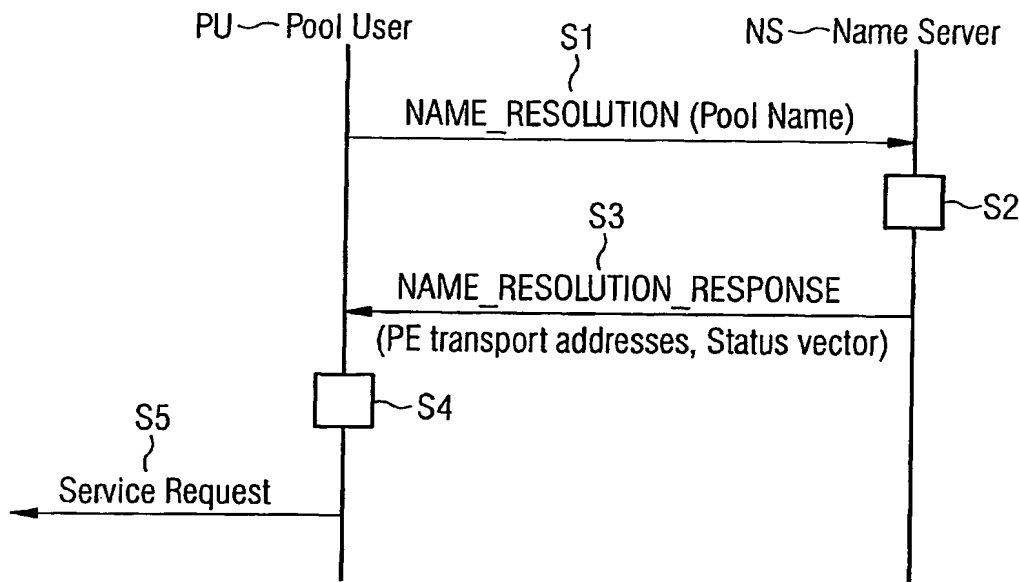 PU Pool User
NS Name Server
S1
NAME_RESOLUTION (Pool Name)
S2
S3
NAME_RESOLUTION_RESPONSE
(PE transport addresses, Status vector)
S4
S5
Service Request